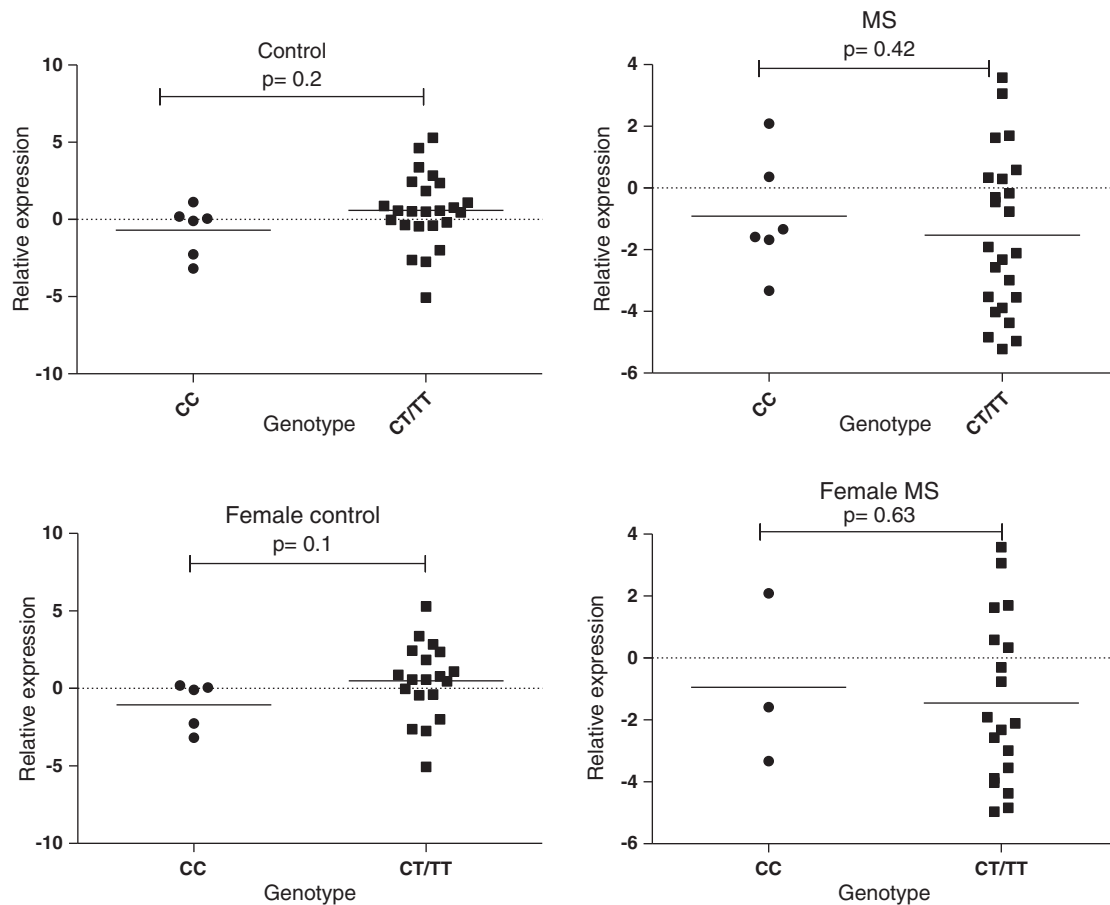 Control
p= 0.2
10
5
0
-5
-10
Relative expression
CC
CT/TT
Genotype
MS
p= 0.42
4
2
0
-2
-4
-6
Relative expression
CC
CT/TT
Genotype
Female control
p= 0.1
10
5
0
-5
-10
Relative expression
CC
CT/TT
Genotype
Female MS
p= 0.63
4
2
0
-2
-4
-6
Relative expression
CC
CT/TT
Genotype